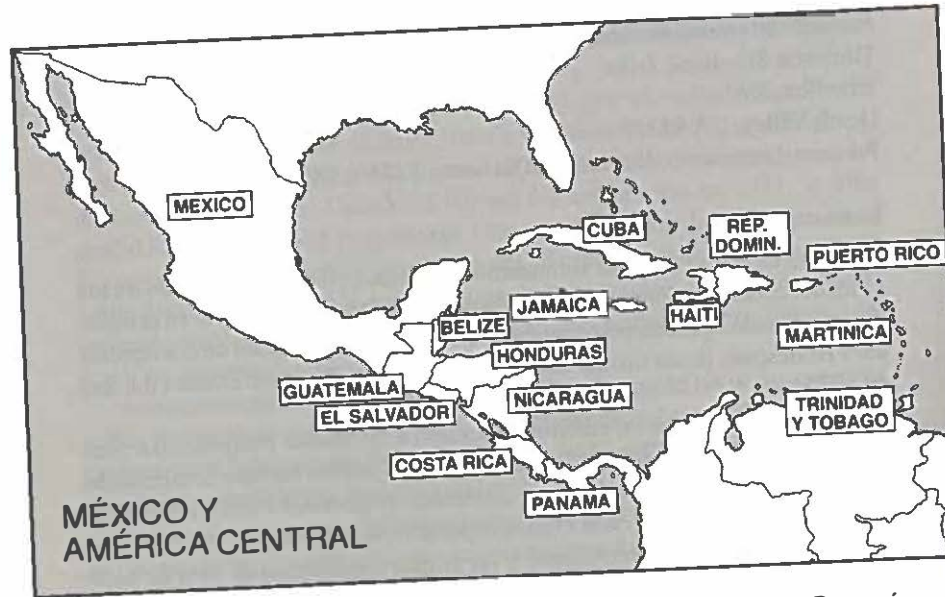 MEXICO
CUBA
REP.
DOMIN.
PUERTO RICO
JAMAICA
HAITI
BELIZE
MARTINICA
HONDURAS
GUATEMALA
NICARAGUA
EL SALVADOR
TRINIDAD
Y TOBAGO
COSTA RICA
PANAMA
MÉXICO Y
AMÉRICA CENTRAL